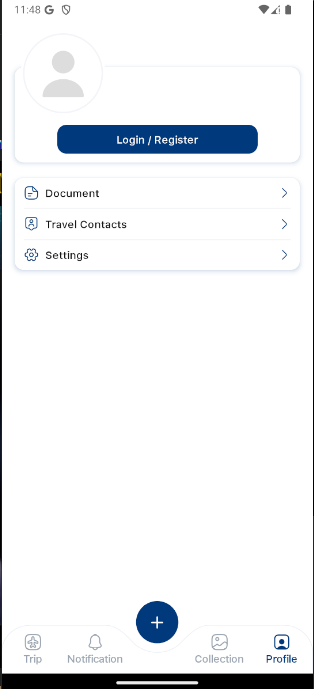 11:48
Login / Register
Document
Travel Contacts
Settings
Trip
Notification
Collection
Profile